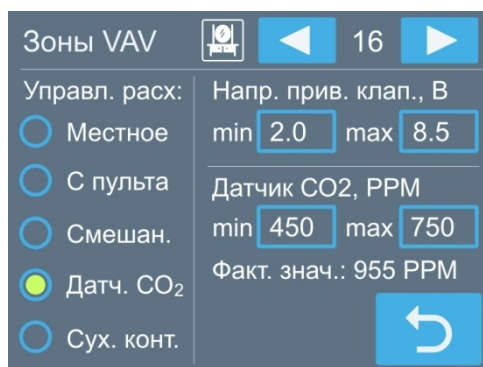 Зоны VAV
16
Управл. расх:
Местное
С пульта
Смешан.
Датч. CO₂
Сух. конт.
Напр. прив. клап., В
min 2.0 max 8.5
Датчик CO2, PPM
min 450 max 750
Факт. знач.: 955 PPM